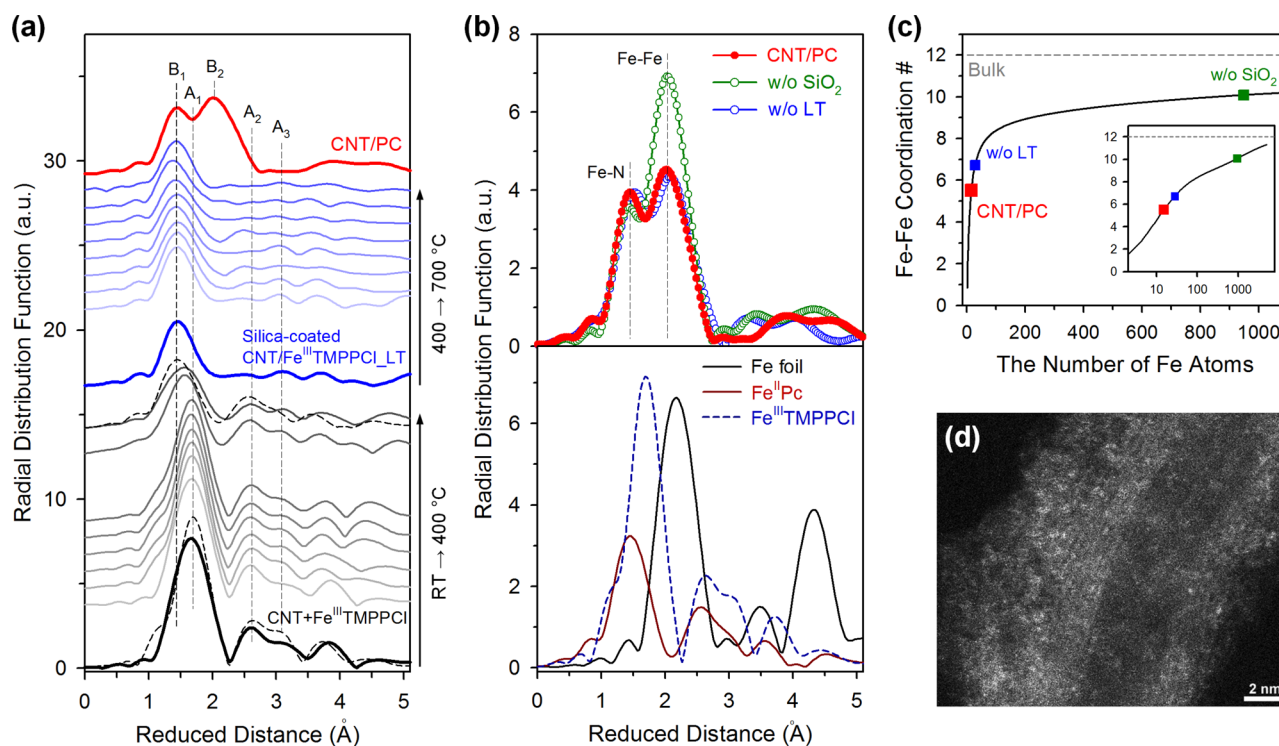 (a)
B₁
B₂
A₁
A₂
A₃
CNT/PC
Silica-coated
CNT/FeᴵᴵᴵTMPPCl_LT
CNT+FeᴵᴵᴵTMPPCl
400 → 700 °C
RT → 400 °C
30
20
10
0
Radial Distribution Function (a.u.)
0 1 2 3 4 5
Reduced Distance (Å)
(b)
8
6
4
2
0
Fe-Fe
Fe-N
CNT/PC
w/o SiO₂
w/o LT
Radial Distribution Function (a.u.)
6
4
2
0
Fe foil
FeᴵᴵPc
FeᴵᴵᴵTMPPCl
0 1 2 3 4 5
Reduced Distance (Å)
(c)
14
12
10
8
6
4
2
0
Bulk
w/o SiO₂
w/o LT
CNT/PC
Fe-Fe Coordination #
14
12
10
8
6
4
2
0
10 100 1000
0 200 400 600 800 1000
The Number of Fe Atoms
(d)
2 nm